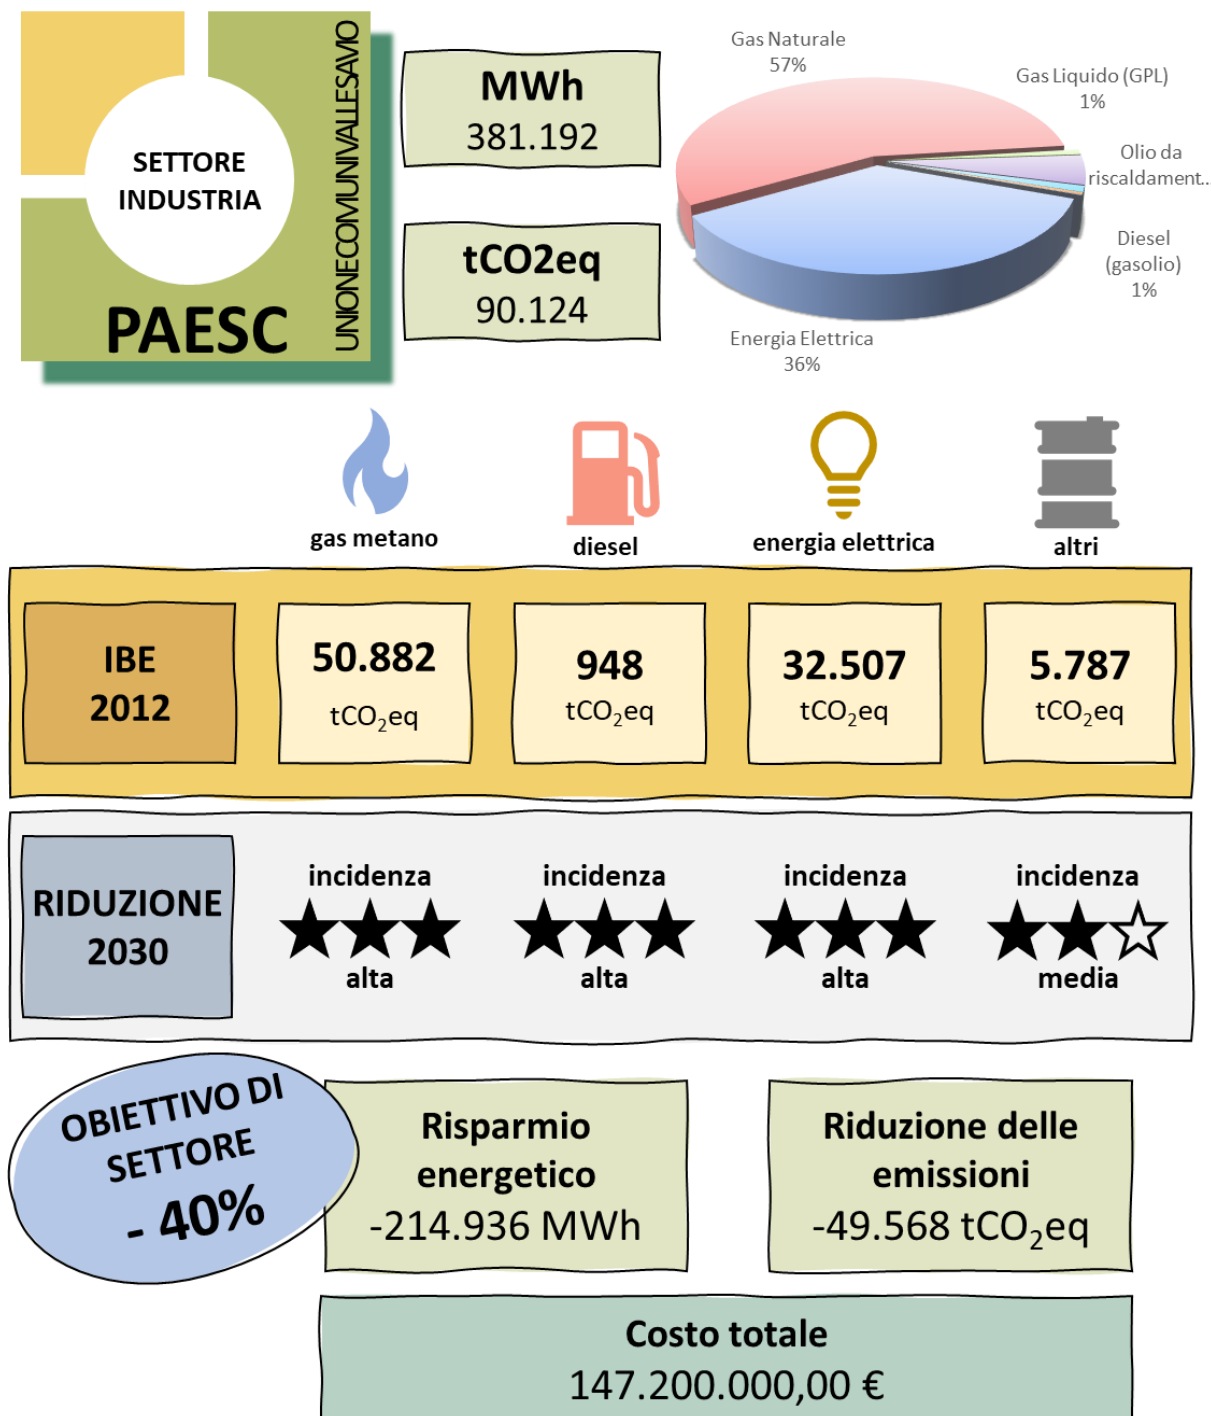 SETTORE
INDUSTRIA
PAESC
UNIONECOMUNIVALLESAVIO
MWh
381.192
tCO2eq
90.124
Gas Naturale
57%
Gas Liquido (GPL)
1%
Olio da
riscaldament...
Diesel
(gasolio)
1%
Energia Elettrica
36%
gas metano
diesel
energia elettrica
altri
IBE
2012
50.882
tCO₂eq
948
tCO₂eq
32.507
tCO₂eq
5.787
tCO₂eq
RIDUZIONE
2030
incidenza
alta
incidenza
alta
incidenza
alta
incidenza
media
OBIETTIVO DI
SETTORE
- 40%
Risparmio
energetico
-214.936 MWh
Riduzione delle
emissioni
-49.568 tCO₂eq
Costo totale
147.200.000,00 €